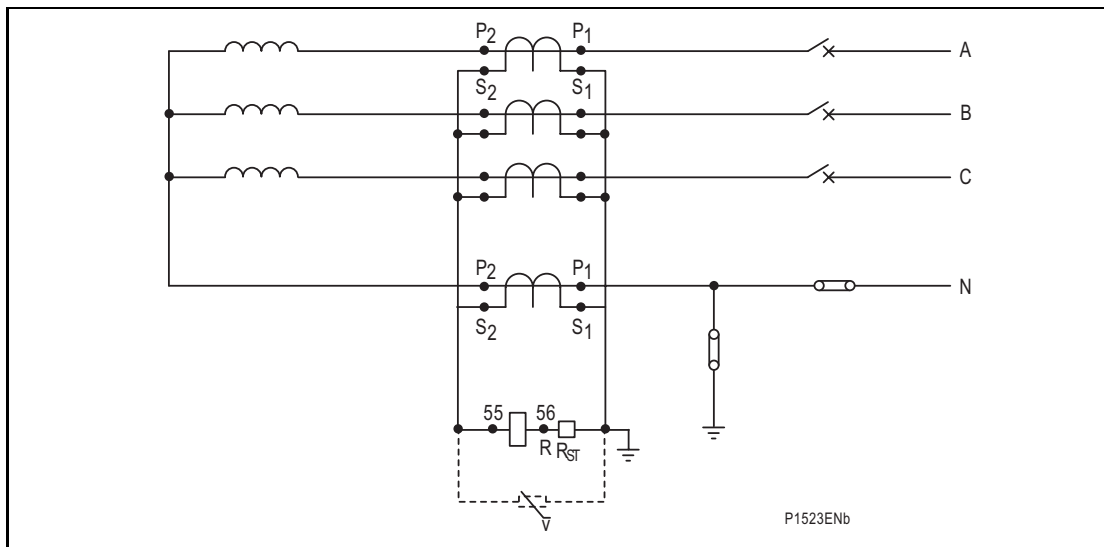 P2 P1 A
S2 S1
B
C
P2 P1 N
S2 S1
55 56
R RST
V
P1523ENb